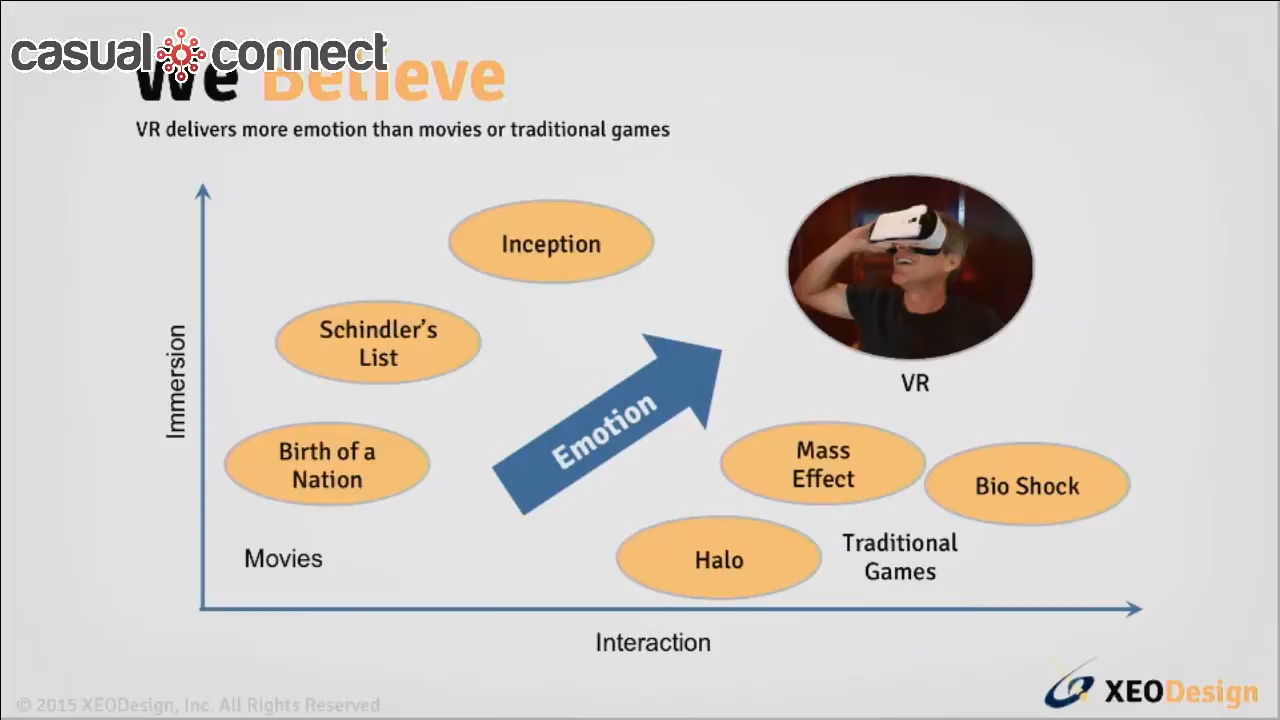 casual connect
We Believe
VR delivers more emotion than movies or traditional games
Inception
Schindler's
List
Immersion
VR
Emotion
Birth of a
Nation
Mass
Effect
Bio Shock
Movies
Halo
Traditional
Games
Interaction
© 2015 XEODesign, Inc. All Rights Reserved
XEODesign